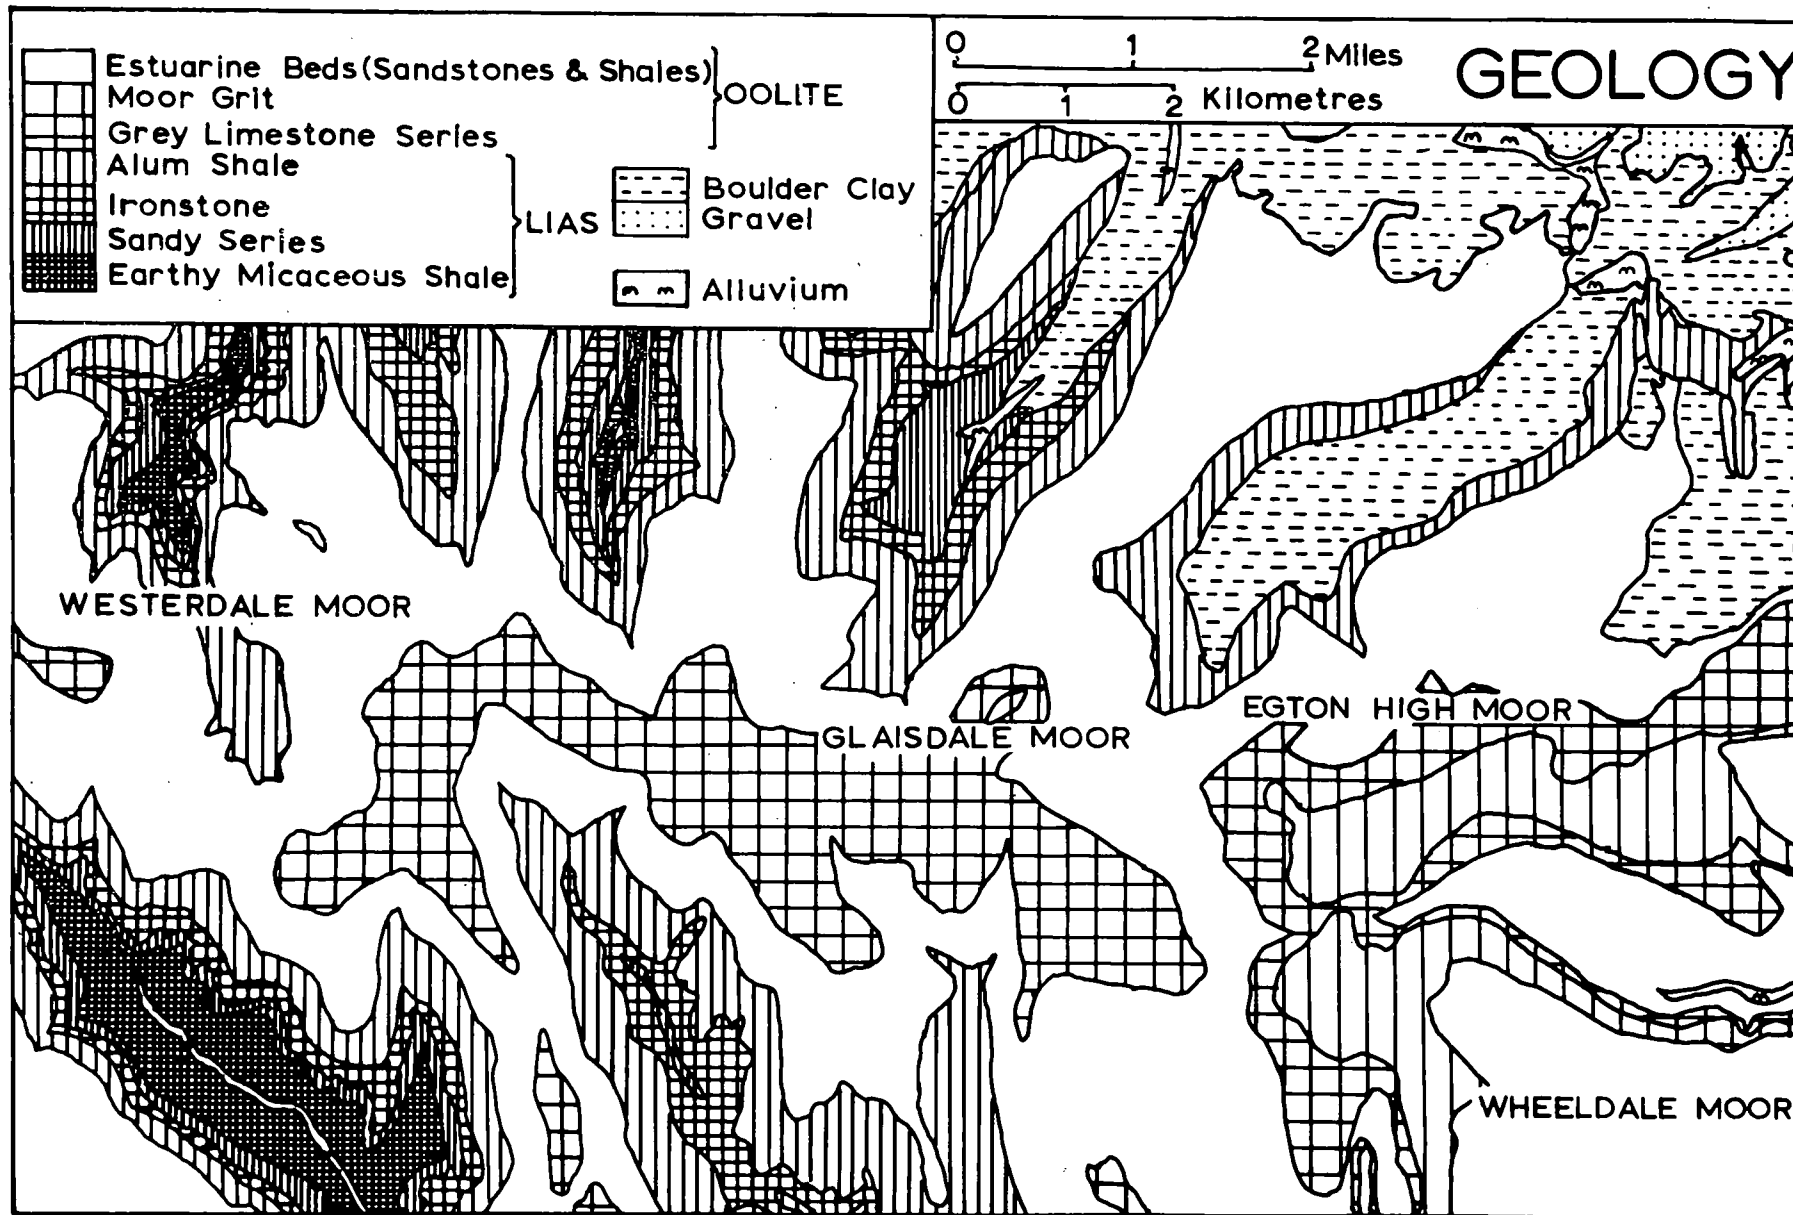 Estuarine Beds(Sandstones & Shales)
Moor Grit
Grey Limestone Series
OOLITE
Alum Shale
Ironstone
Sandy Series
Earthy Micaceous Shale
LIAS
Boulder Clay
Gravel
Alluvium
0 1 2 Miles
0 1 2 Kilometres
GEOLOGY
WESTERDALE MOOR
GLAISDALE MOOR
EGTON HIGH MOOR
WHEELDALE MOOR